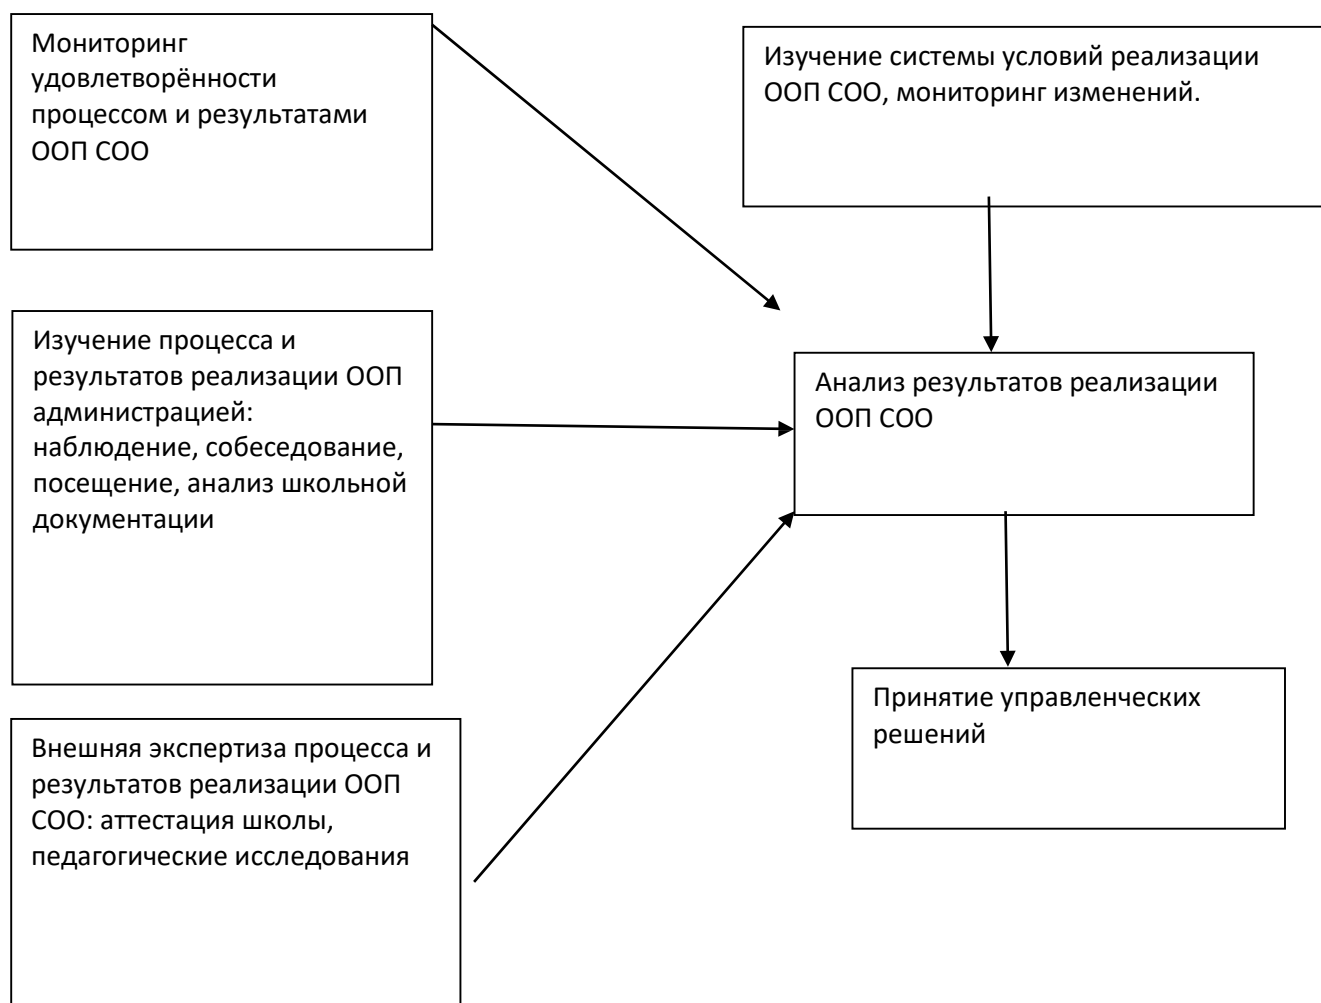 Мониторинг
удовлетворённости
процессом и результатами
ООП СОО
Изучение системы условий реализации
ООП СОО, мониторинг изменений.
Изучение процесса и
результатов реализации ООП
администрацией:
наблюдение, собеседование,
посещение, анализ школьной
документации
Анализ результатов реализации
ООП СОО
Внешняя экспертиза процесса и
результатов реализации ООП
СОО: аттестация школы,
педагогические исследования
Принятие управленческих
решений